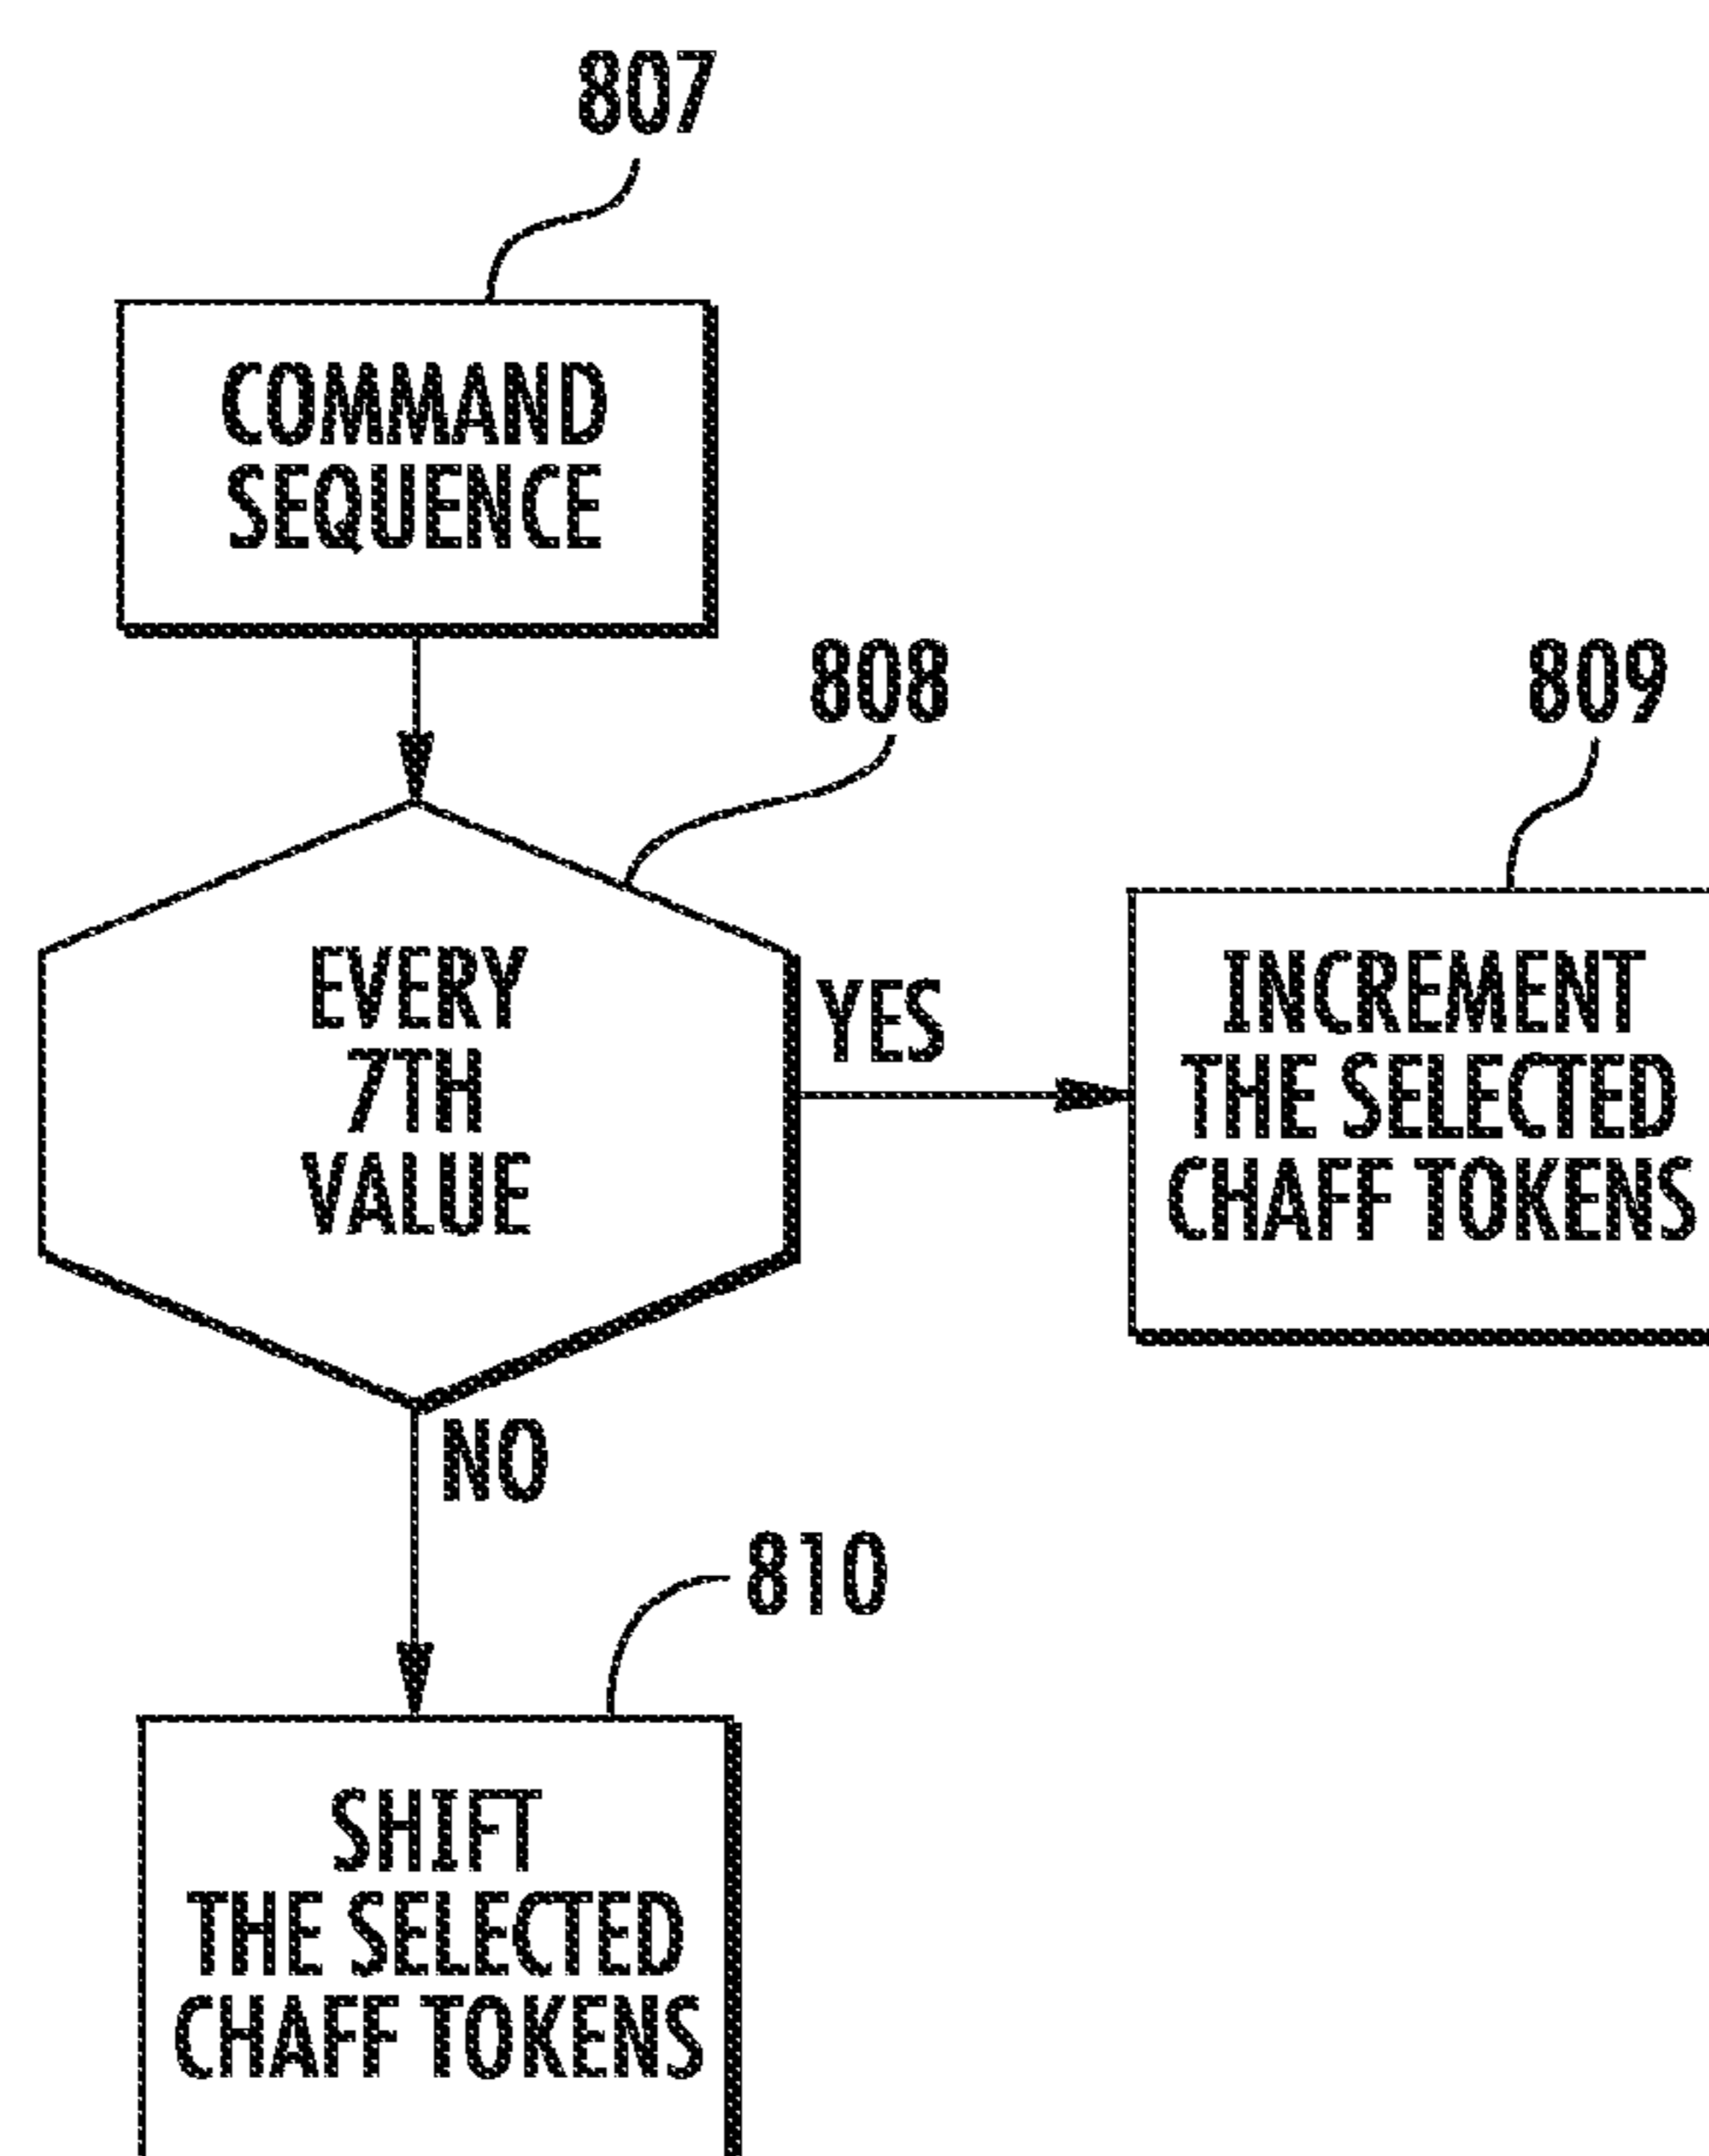 807
COMMAND
SEQUENCE
808
809
EVERY
7TH
VALUE
YES
INCREMENT
THE SELECTED
CHAFF TOKENS
NO
810
SHIFT
THE SELECTED
CHAFF TOKENS